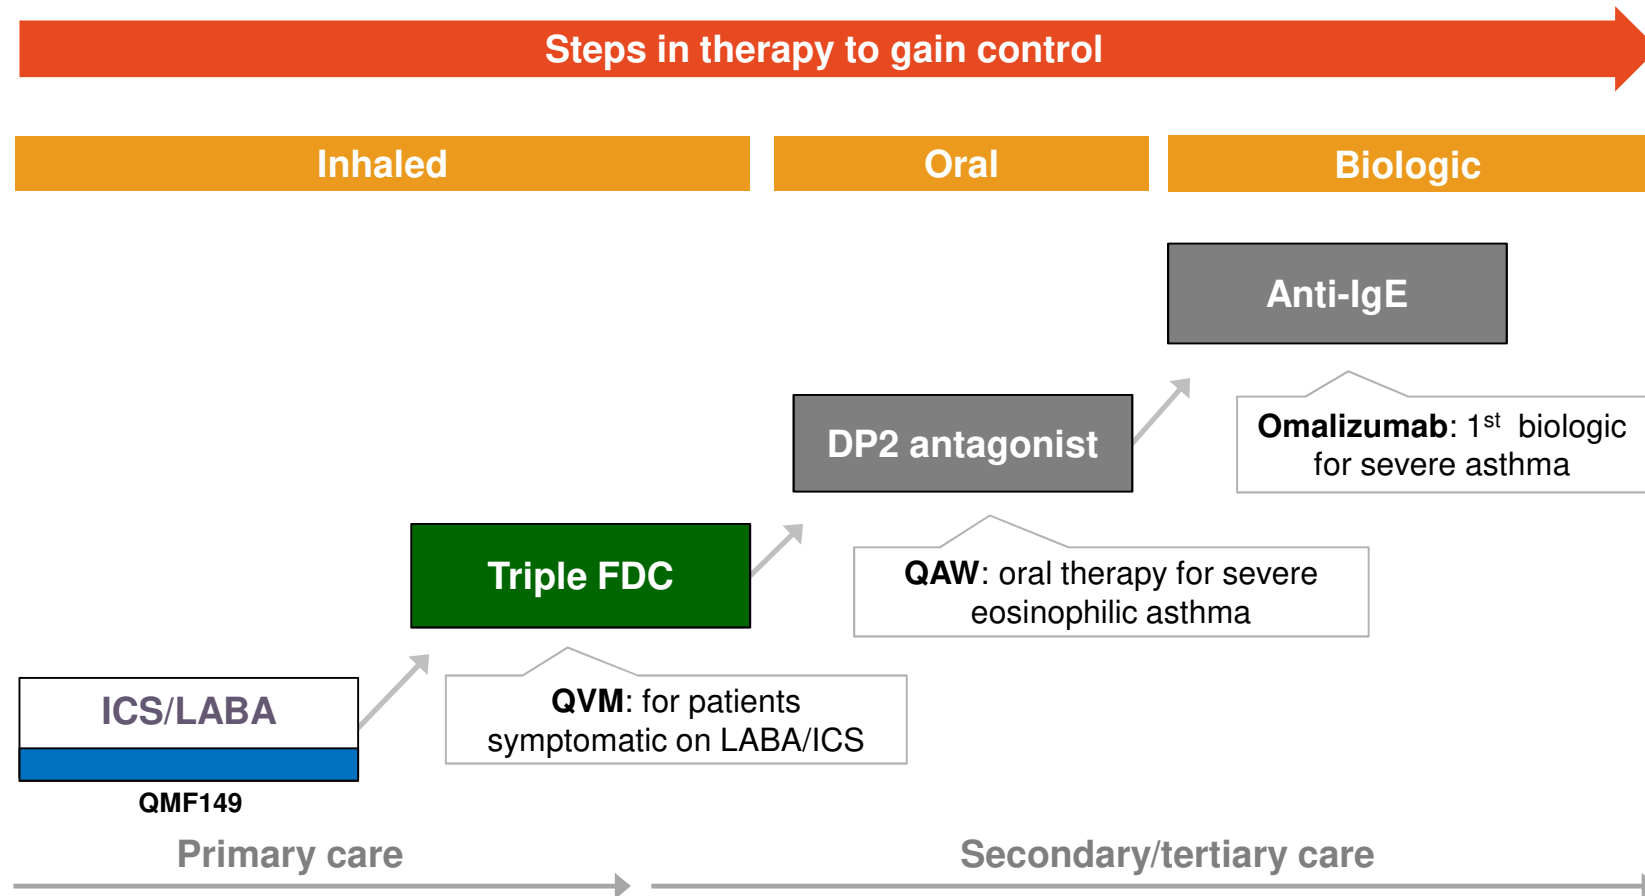 Steps in therapy to gain control
Inhaled
Oral
Biologic
Anti-IgE
Omalizumab: 1st biologic
for severe asthma
DP2 antagonist
QAW: oral therapy for severe
eosinophilic asthma
Triple FDC
QVM: for patients
symptomatic on LABA/ICS
ICS/LABA
QMF149
Primary care
Secondary/tertiary care